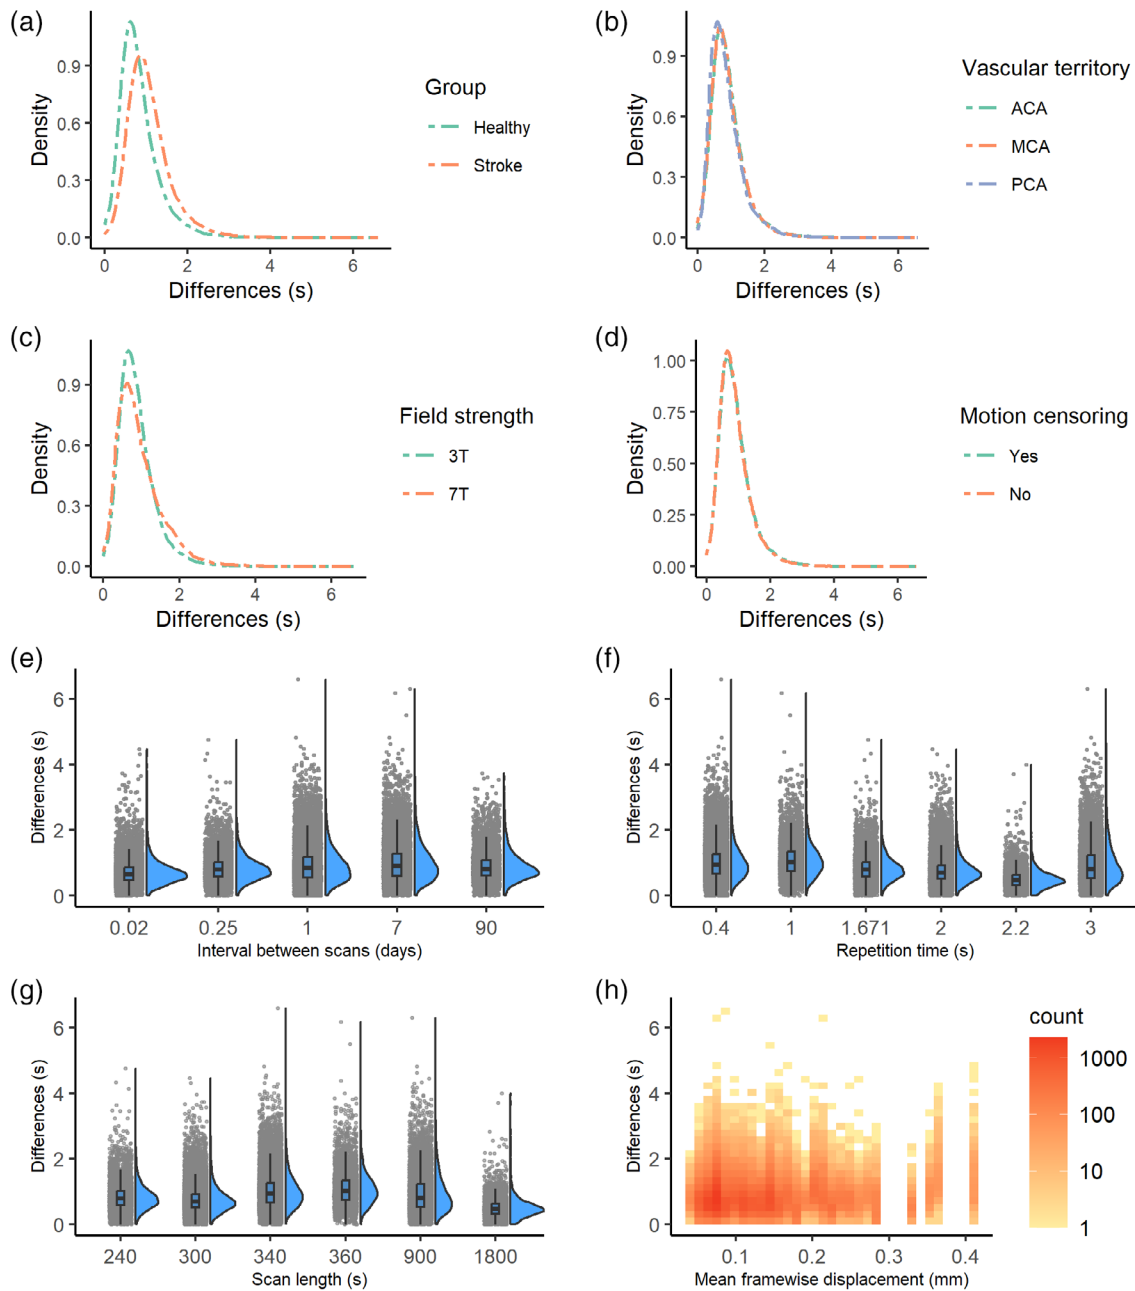 (a)
Density
0.9
0.6
0.3
0.0
0 2 4 6
Differences (s)
Group
Healthy
Stroke
(b)
Density
0.9
0.6
0.3
0.0
0 2 4 6
Differences (s)
Vascular territory
ACA
MCA
PCA
(c)
Density
0.9
0.6
0.3
0.0
0 2 4 6
Differences (s)
Field strength
3T
7T
(d)
Density
1.00
0.75
0.50
0.25
0.00
0 2 4 6
Differences (s)
Motion censoring
Yes
No
(e)
Differences (s)
6
4
2
0
0.02 0.25 1 7 90
Interval between scans (days)
(f)
Differences (s)
6
4
2
0
0.4 1 1.671 2 2.2 3
Repetition time (s)
(g)
Differences (s)
6
4
2
0
240 300 340 360 900 1800
Scan length (s)
(h)
Differences (s)
6
4
2
0
0.1 0.2 0.3 0.4
Mean framewise displacement (mm)
count
1000
100
10
1